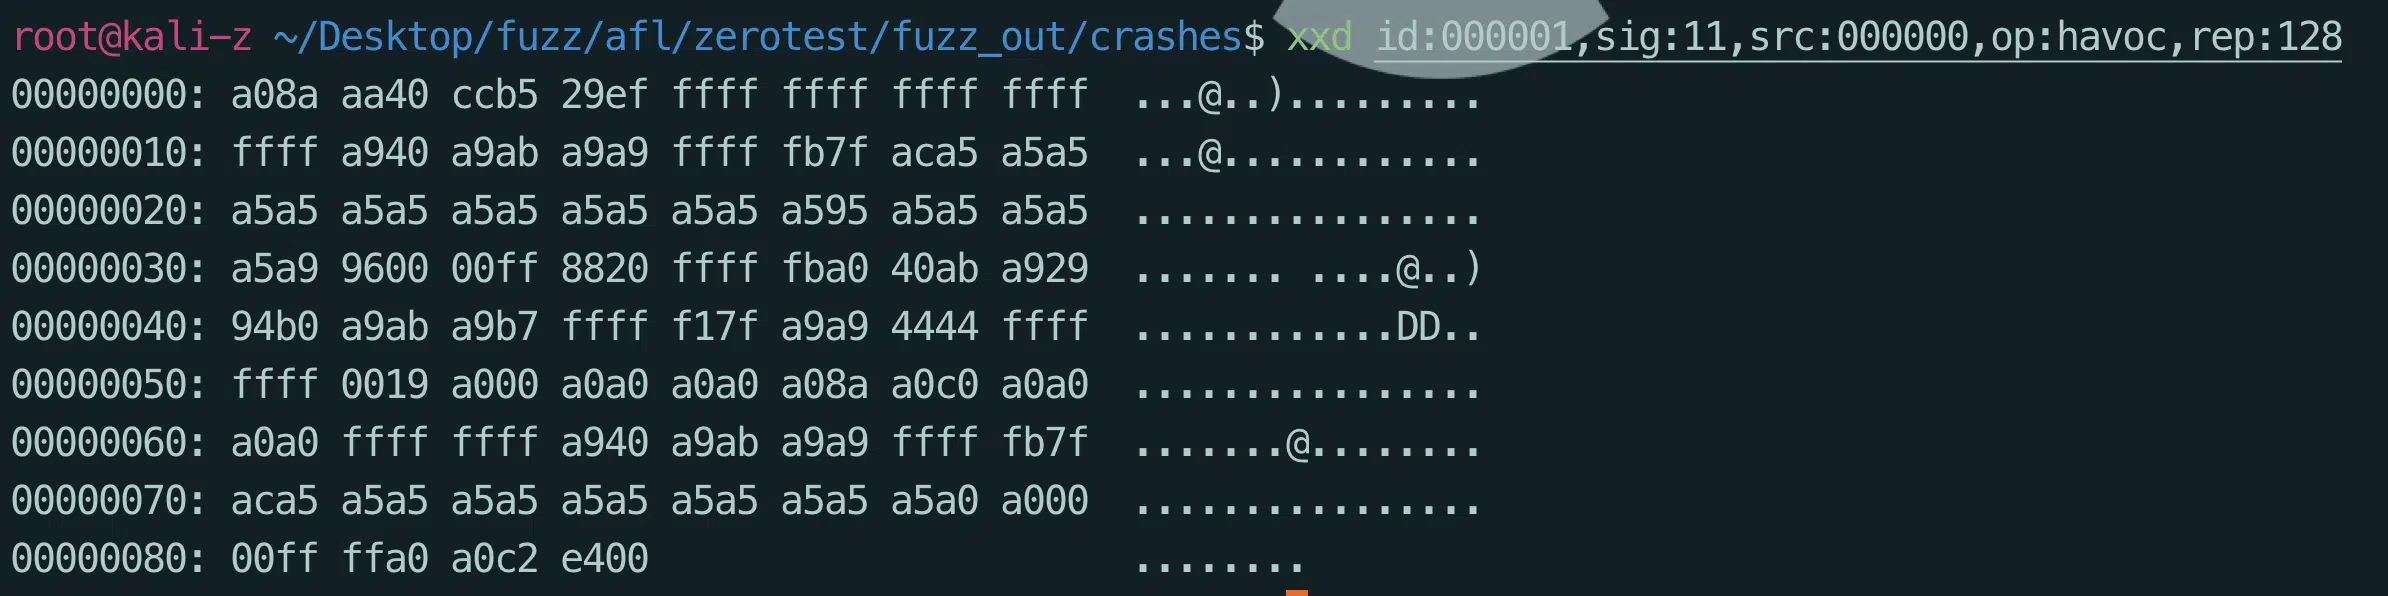 root@kali-z ~/Desktop/fuzz/afl/zerotest/fuzz_out/crashes$ xxd id:000001,sig:11,src:000000,op:havoc,rep:128
00000000: a08a aa40 ccb5 29ef ffff ffff ffff ffff  ...@..).........
00000010: ffff a940 a9ab a9a9 ffff fb7f aca5 a5a5  ...@............
00000020: a5a5 a5a5 a5a5 a5a5 a5a5 a595 a5a5 a5a5  ................
00000030: a5a9 9600 00ff 8820 ffff fba0 40ab a929  ....... ....@..)
00000040: 94b0 a9ab a9b7 ffff f17f a9a9 4444 ffff  ............DD..
00000050: ffff 0019 a000 a0a0 a0a0 a08a a0c0 a0a0  ................
00000060: a0a0 ffff ffff a940 a9ab a9a9 ffff fb7f  .......@........
00000070: aca5 a5a5 a5a5 a5a5 a5a5 a5a5 a5a0 a000  ................
00000080: 00ff ffa0 a0c2 e400                      ........